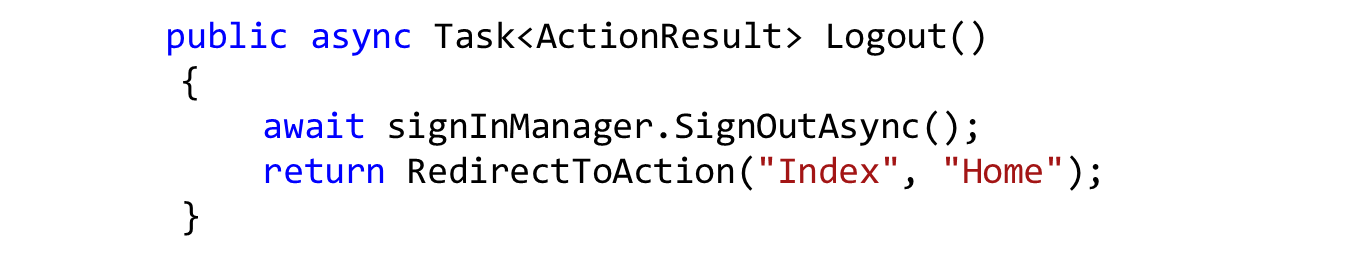 public async Task<ActionResult> Logout()
{
await signInManager.SignOutAsync();
return RedirectToAction("Index", "Home");
}